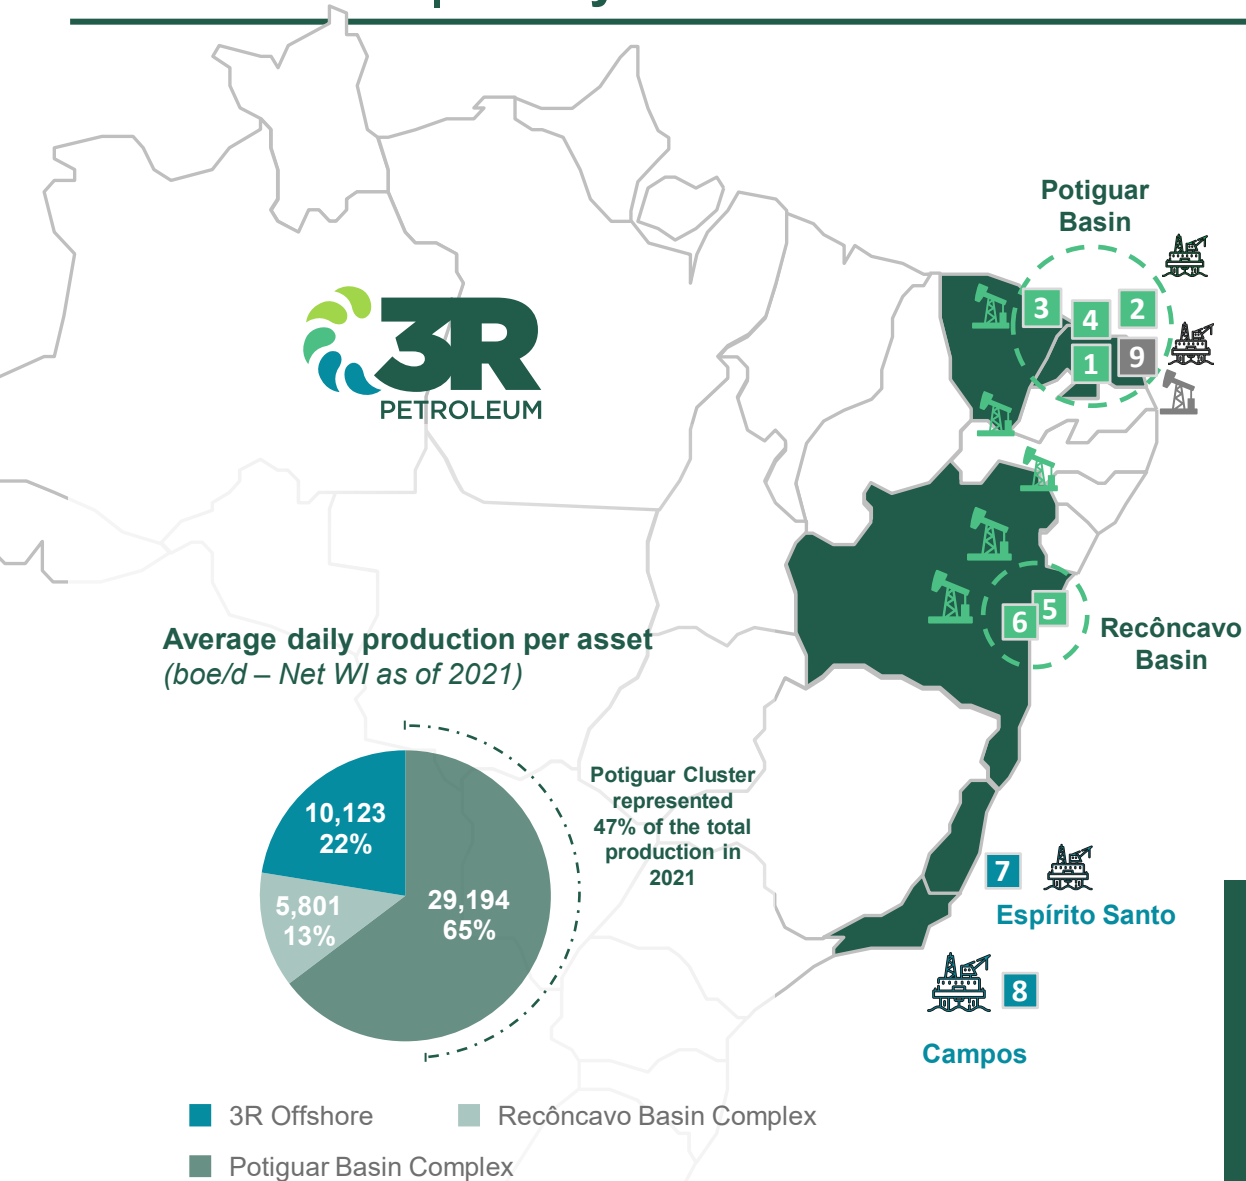 Potiguar
Basin
3
4
2
1
9
3R
PETROLEUM
6
5
Recôncavo
Basin
Average daily production per asset
(boe/d – Net WI as of 2021)
Potiguar Cluster
represented
47% of the total
production in
2021
10,123
22%
5,801
13%
29,194
65%
7
Espírito Santo
8
Campos
3R Offshore
Recôncavo Basin Complex
Potiguar Basin Complex